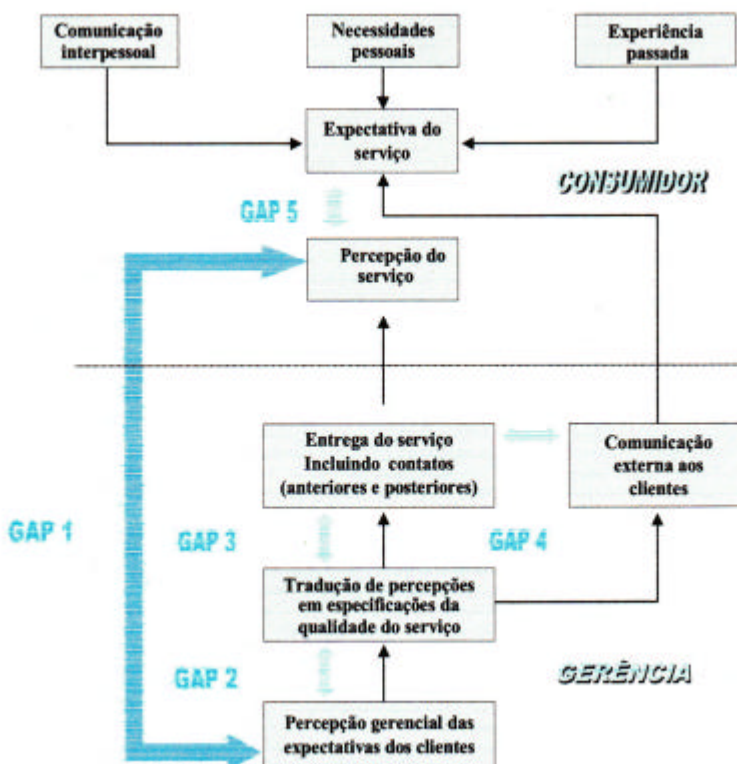 Comunicação
interpessoal
Necessidades
pessoais
Experiência
passada
Expectativa do
serviço
CONSUMIDOR
GAP 5
Percepção do
serviço
Entrega do serviço
Incluindo contatos
(anteriores e posteriores)
Comunicação
externa aos
clientes
GAP 1
GAP 3
GAP 4
Tradução de percepções
em especificações da
qualidade do serviço
GAP 2
GERÊNCIA
Percepção gerencial das
expectativas dos clientes